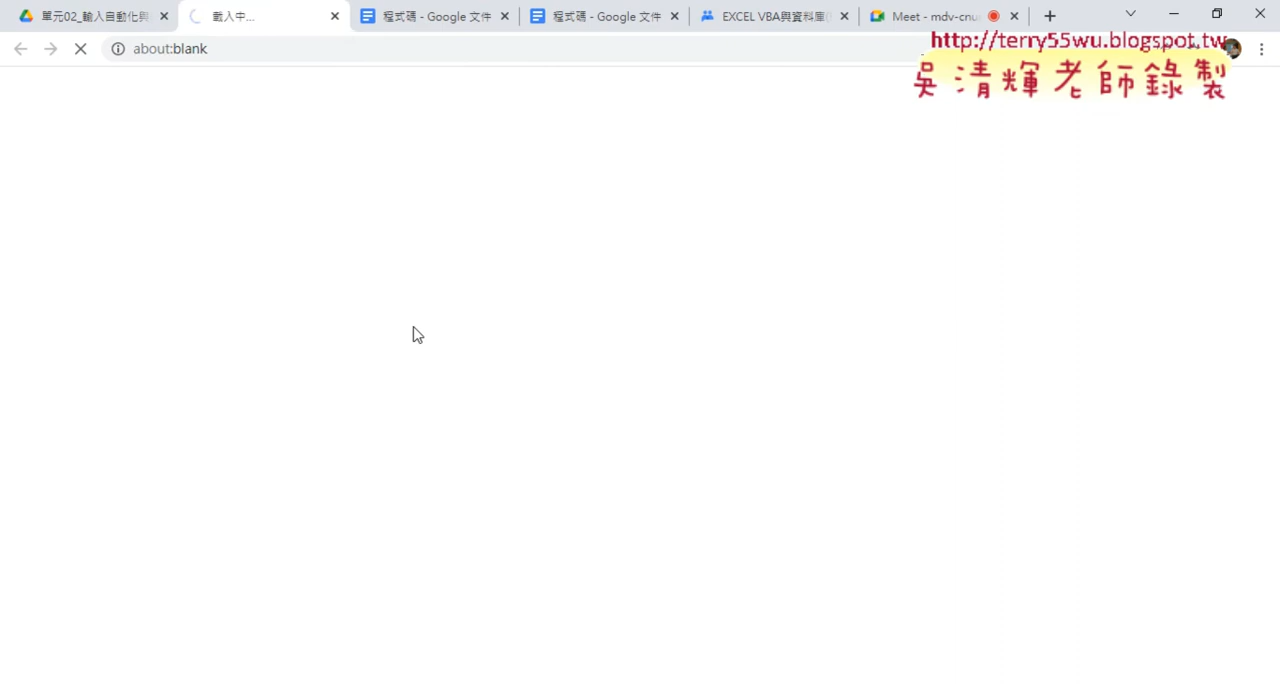 單元02_輸入自動化與
載入中...
程式碼 - Google 文件
程式碼 - Google 文件
EXCEL VBA與資料庫(
Meet - mdv-cnu
about:blank
http://terry55wu.blogspot.tw
吳清輝老師錄製